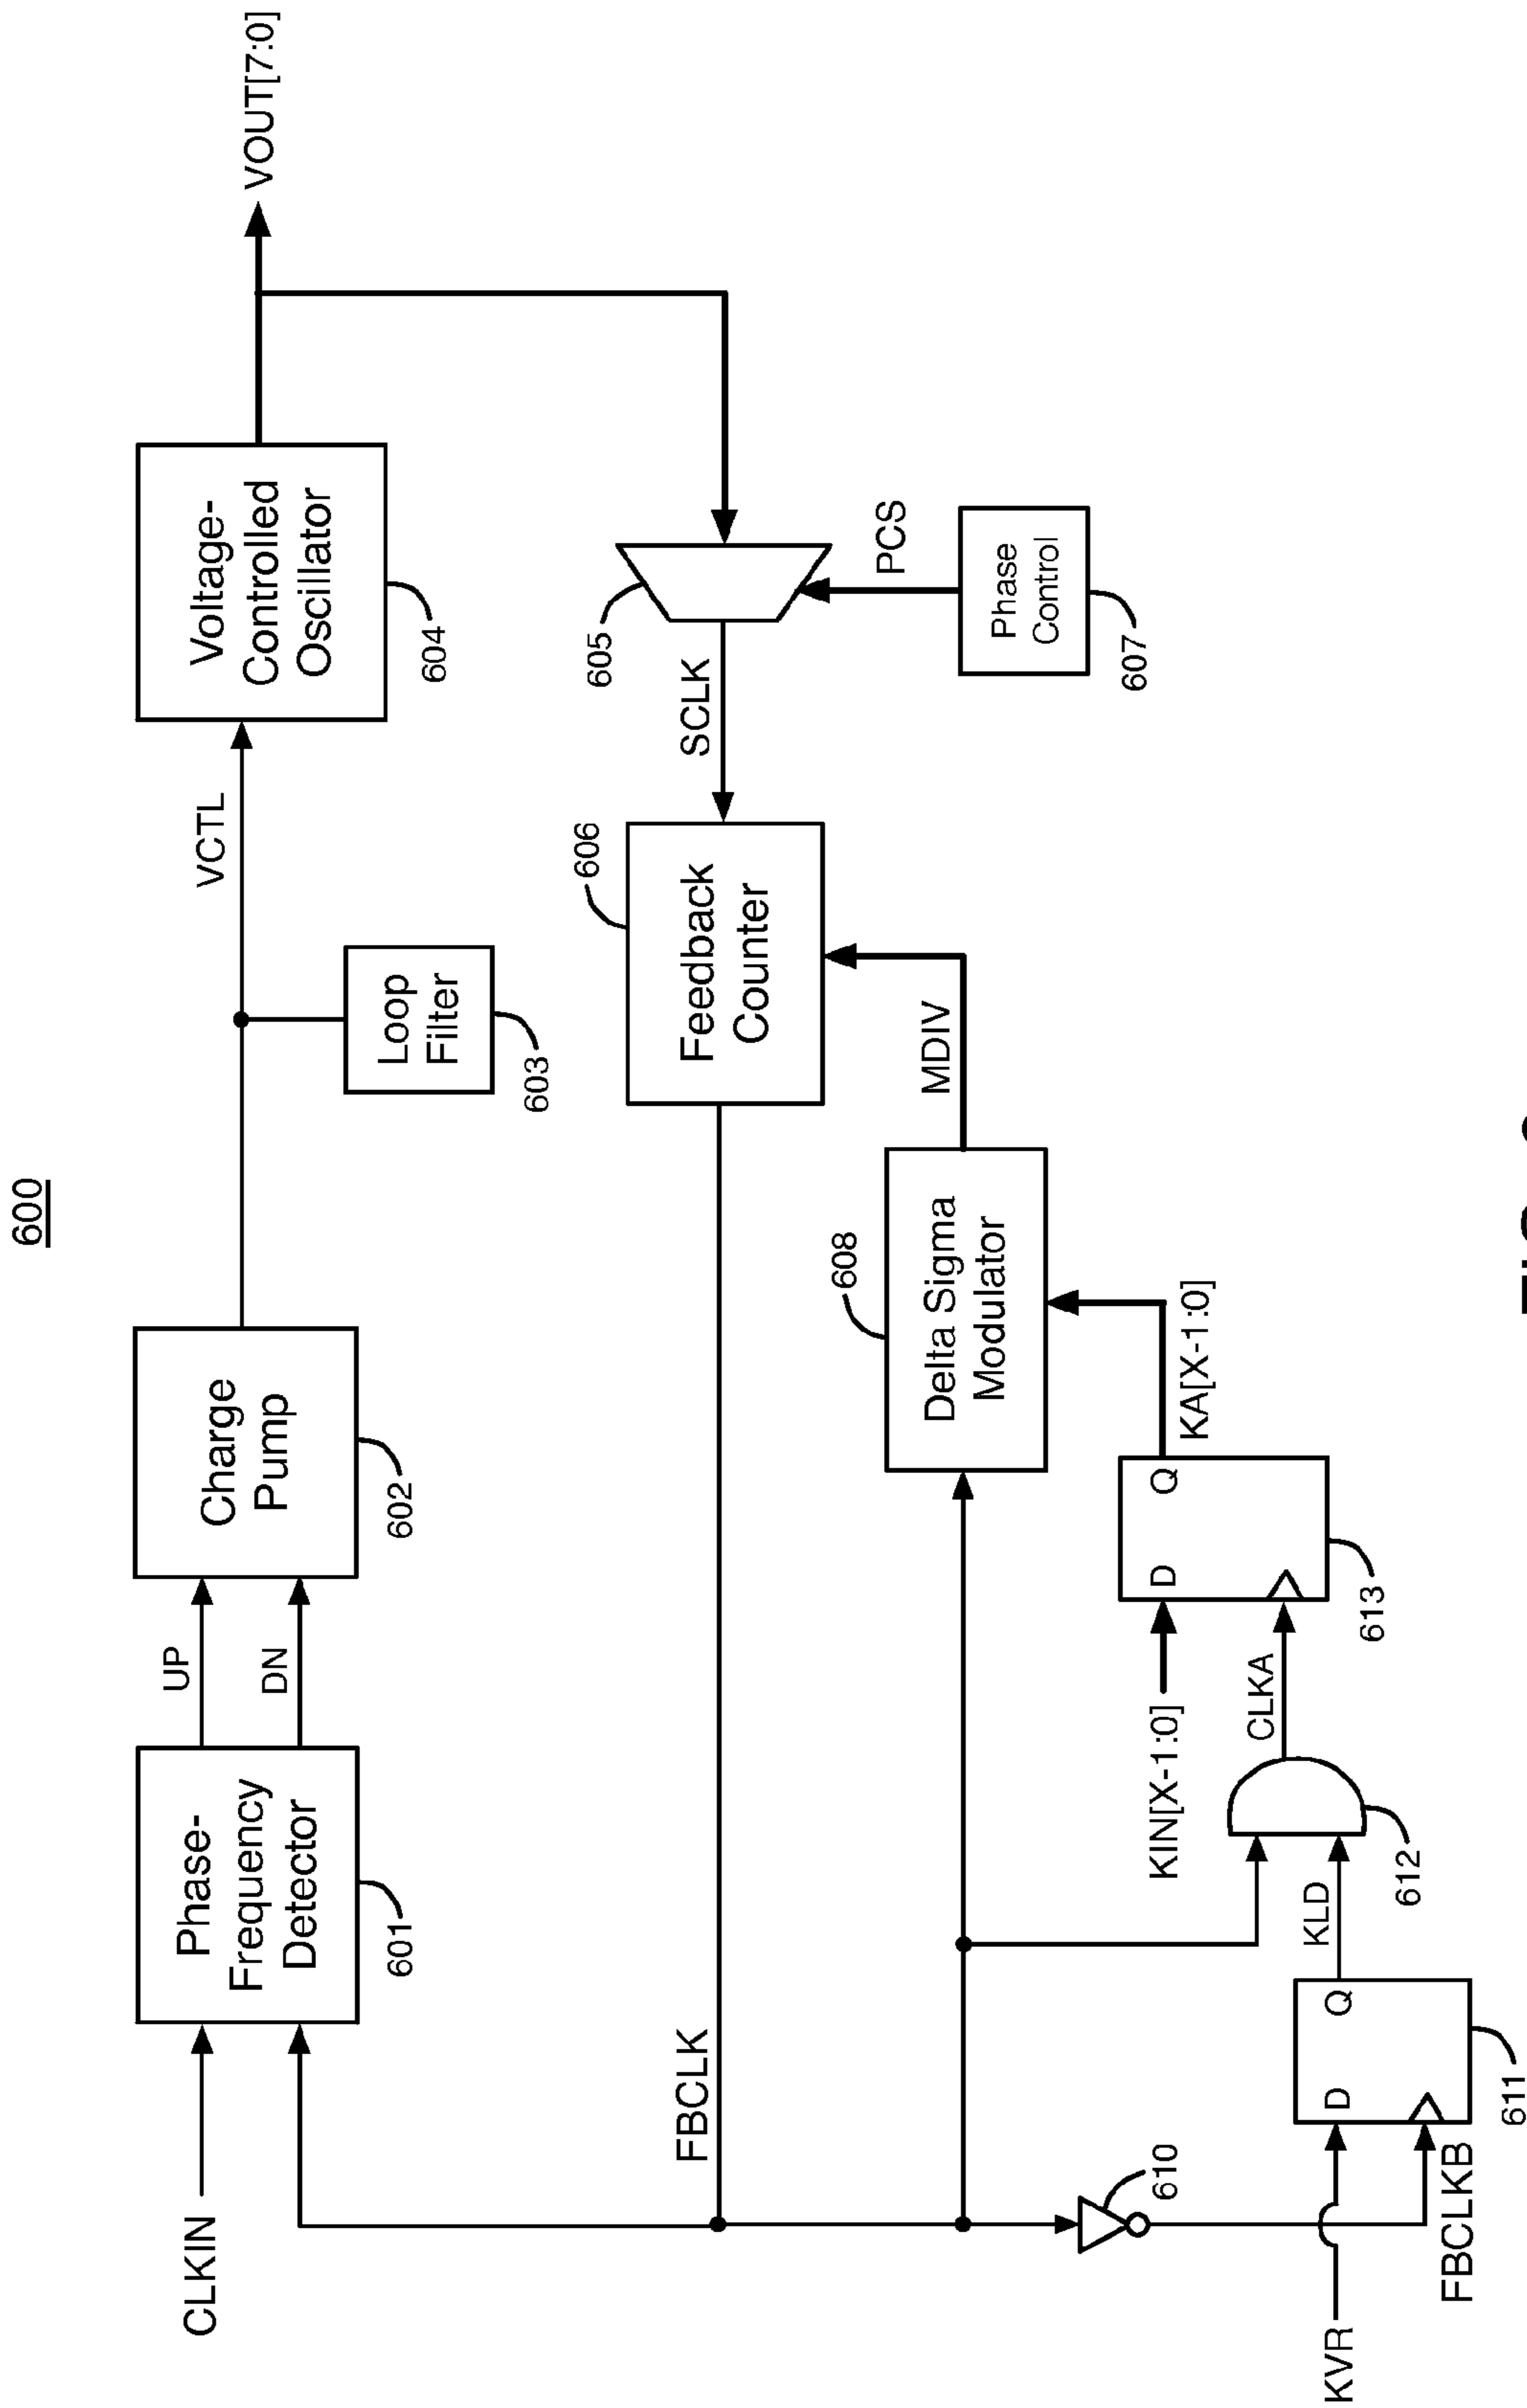 600
CLKIN
Phase-
Frequency
Detector
601
UP
DN
Charge
Pump
602
VCTL
Loop
Filter
603
Voltage-
Controlled
Oscillator
604
VOUT[7:0]
FBCLK
Feedback
Counter
606
SCLK
605
PCS
Phase
Control
607
MDIV
Delta Sigma
Modulator
608
KA[X-1:0]
KIN[X-1:0]
D
Q
613
CLKA
612
KLD
610
KVR
D
Q
611
FBCLKB